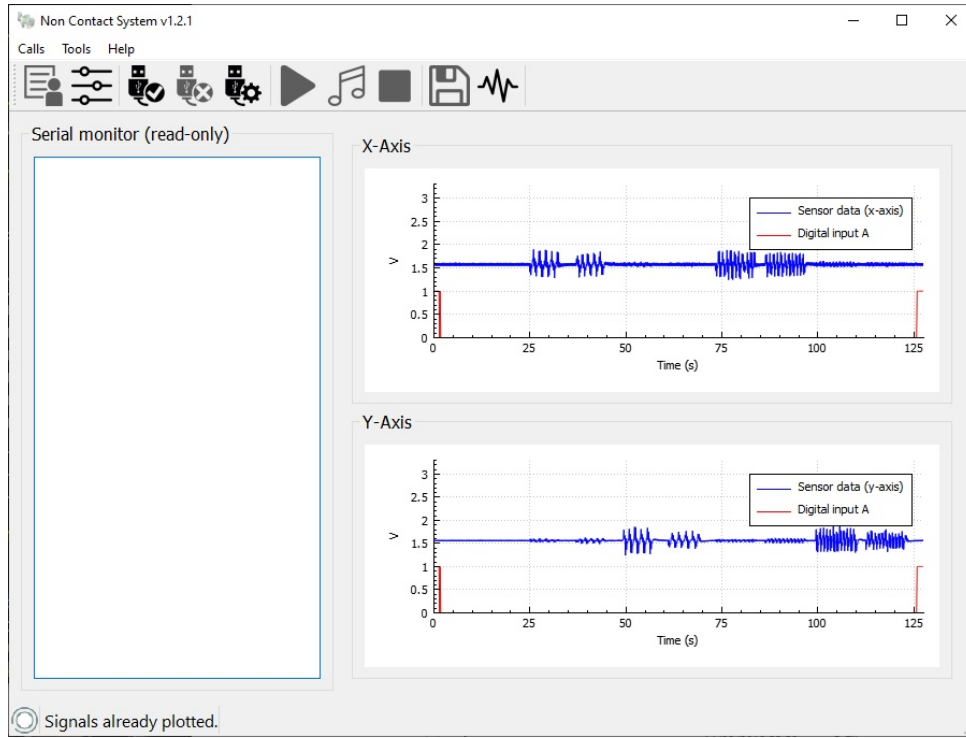 Non Contact System v1.2.1
Calls Tools Help
Serial monitor (read-only)
X-Axis
3
2.5
2
1.5
1
0.5
0
V
Sensor data (x-axis)
Digital input A
0 25 50 75 100 125
Time (s)
Y-Axis
3
2.5
2
1.5
1
0.5
0
V
Sensor data (y-axis)
Digital input A
0 25 50 75 100 125
Time (s)
Signals already plotted.